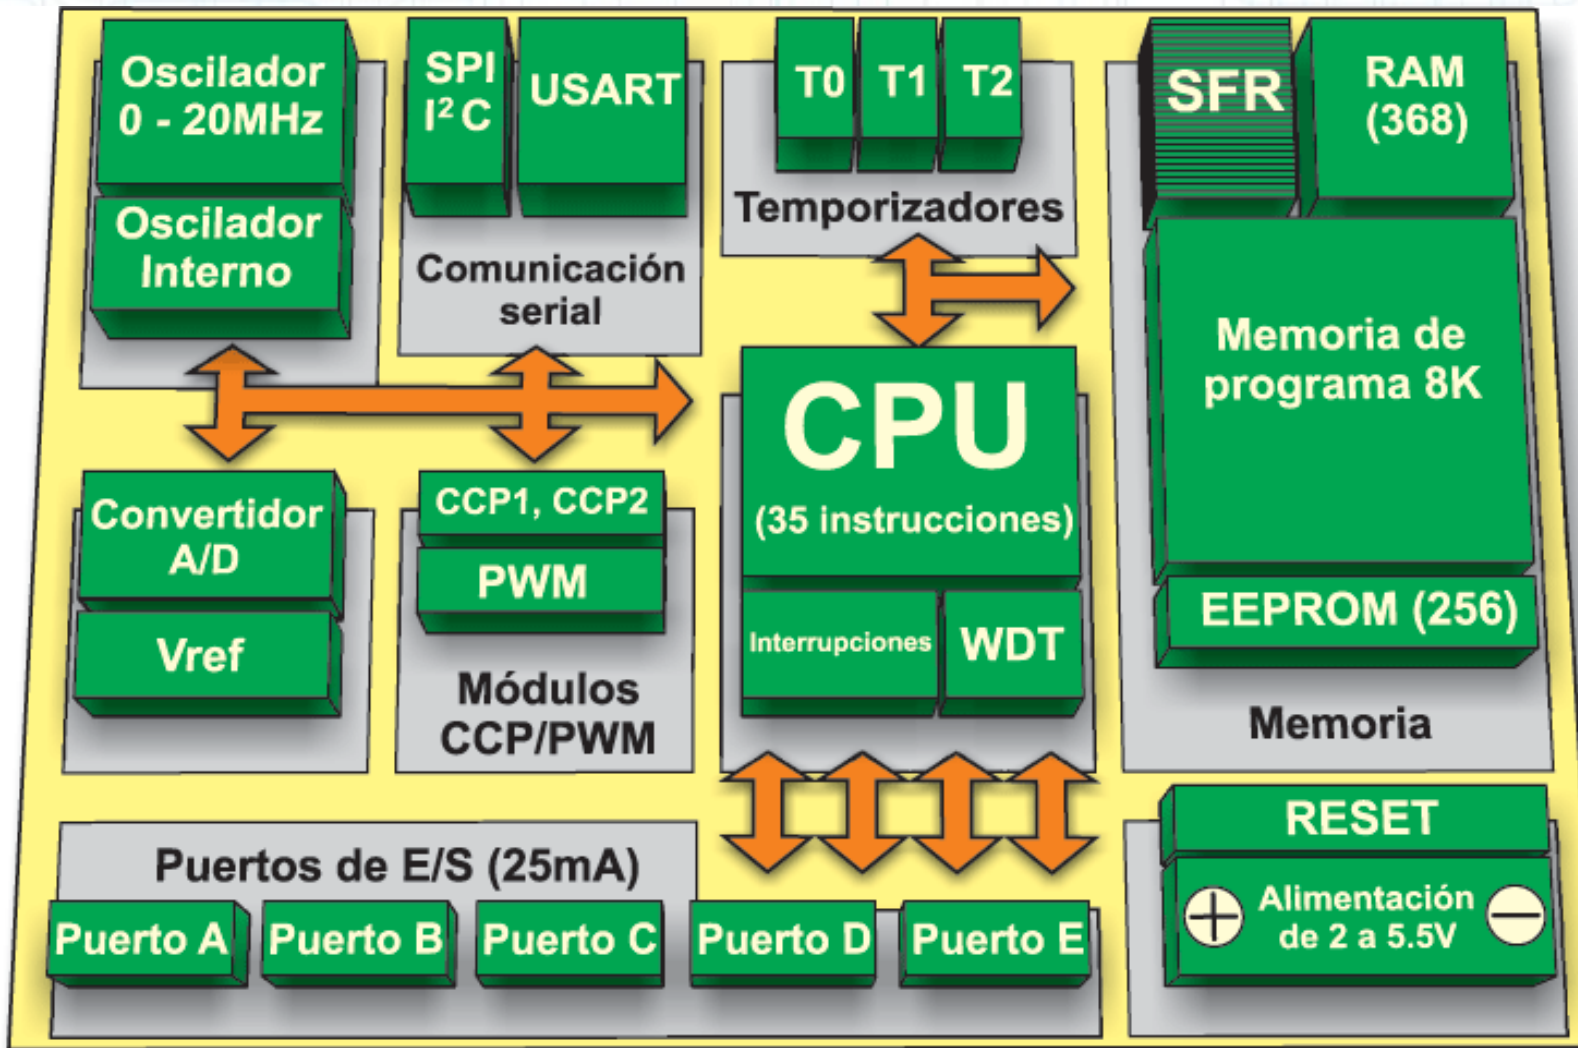 Oscilador
0 - 20MHz
Oscilador
Interno
SPI
I² C
USART
Comunicación
serial
T0
T1
T2
Temporizadores
SFR
RAM
(368)
Memoria de
programa 8K
EEPROM (256)
Memoria
CPU
(35 instrucciones)
Interrupciones
WDT
Convertidor
A/D
Vref
CCP1, CCP2
PWM
Módulos
CCP/PWM
Puertos de E/S (25mA)
Puerto A
Puerto B
Puerto C
Puerto D
Puerto E
RESET
+
Alimentación
de 2 a 5.5V
−